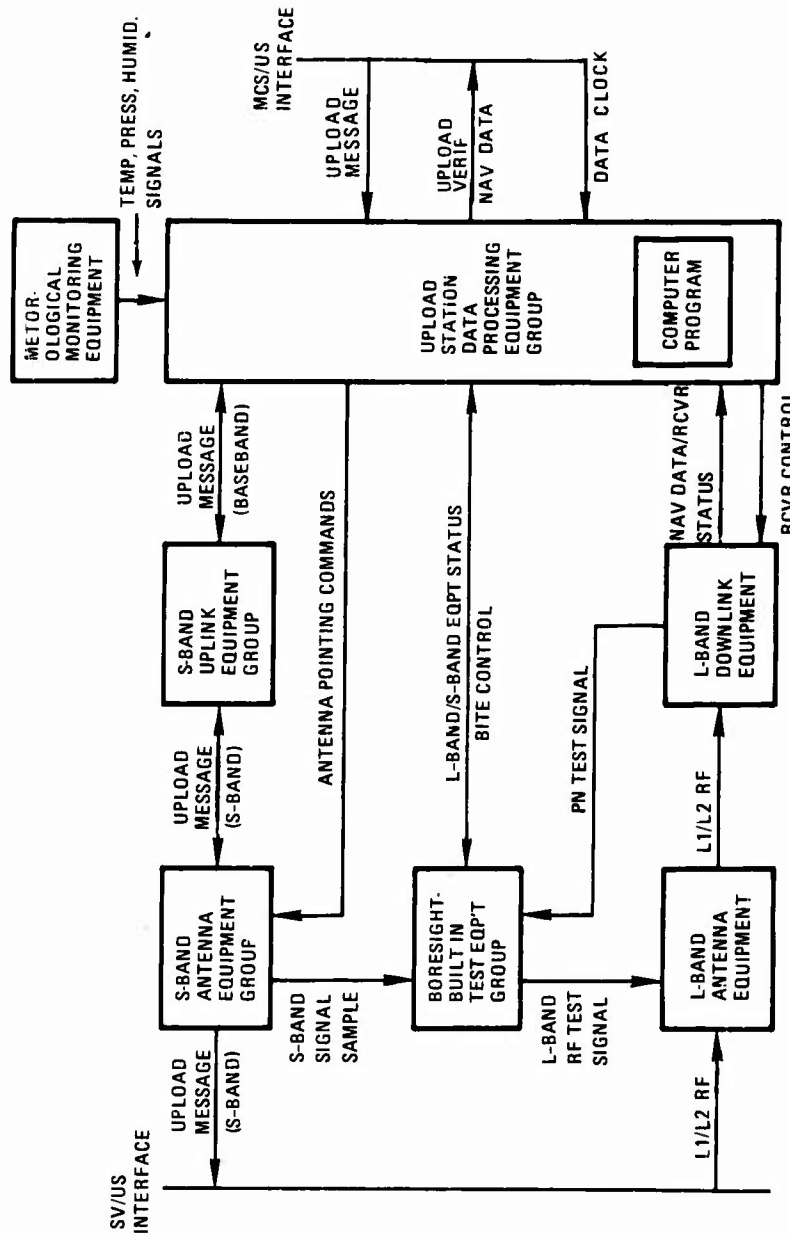 SV/US
INTERFACE
UPLOAD
MESSAGE
(S-BAND)
S-BAND
ANTENNA
EQUIPMENT
GROUP
UPLOAD
MESSAGE
(S-BAND)
S-BAND
UPLINK
EQUIPMENT
GROUP
UPLOAD
MESSAGE
(BASEBAND)
METOR-
OLOGICAL
MONITORING
EQUIPMENT
TEMP, PRESS, HUMID.
SIGNALS
ANTENNA POINTING COMMANDS
S-BAND
SIGNAL
SAMPLE
BORESIGHT-
BUILT IN
TEST EQP'T
GROUP
L-BAND/S-BAND EQPT STATUS
BITE CONTROL
UPLOAD
STATION
DATA
PROCESSING
EQUIPMENT
GROUP
COMPUTER
PROGRAM
MCS/US
INTERFACE
UPLOAD
MESSAGE
UPLOAD
VERIF
NAV DATA
DATA CLOCK
L-BAND
RF TEST
SIGNAL
PN TEST SIGNAL
L1/L2 RF
L-BAND
ANTENNA
EQUIPMENT
L1/L2 RF
L-BAND
DOWNLINK
EQUIPMENT
NAV DATA/RCVR
STATUS
RCVR CONTROL